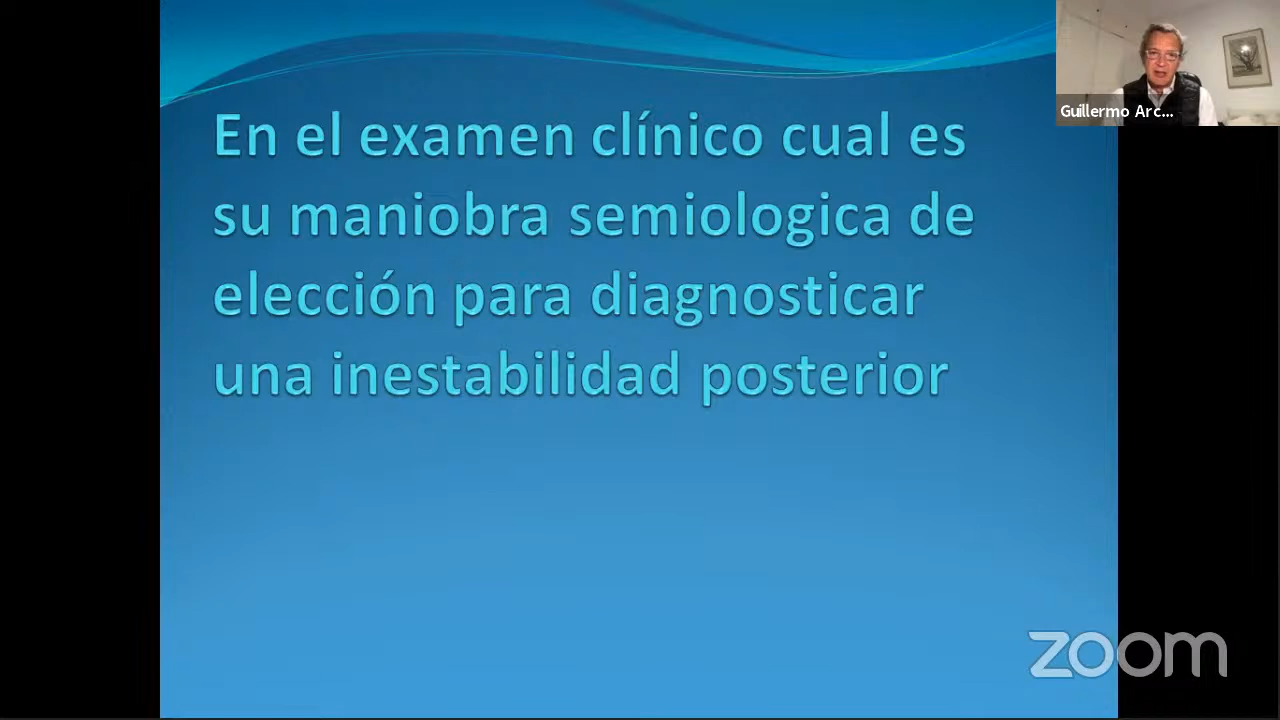 En el examen clínico cual es
su maniobra semiologica de
elección para diagnosticar
una inestabilidad posterior
Guillermo Arc...
zoom